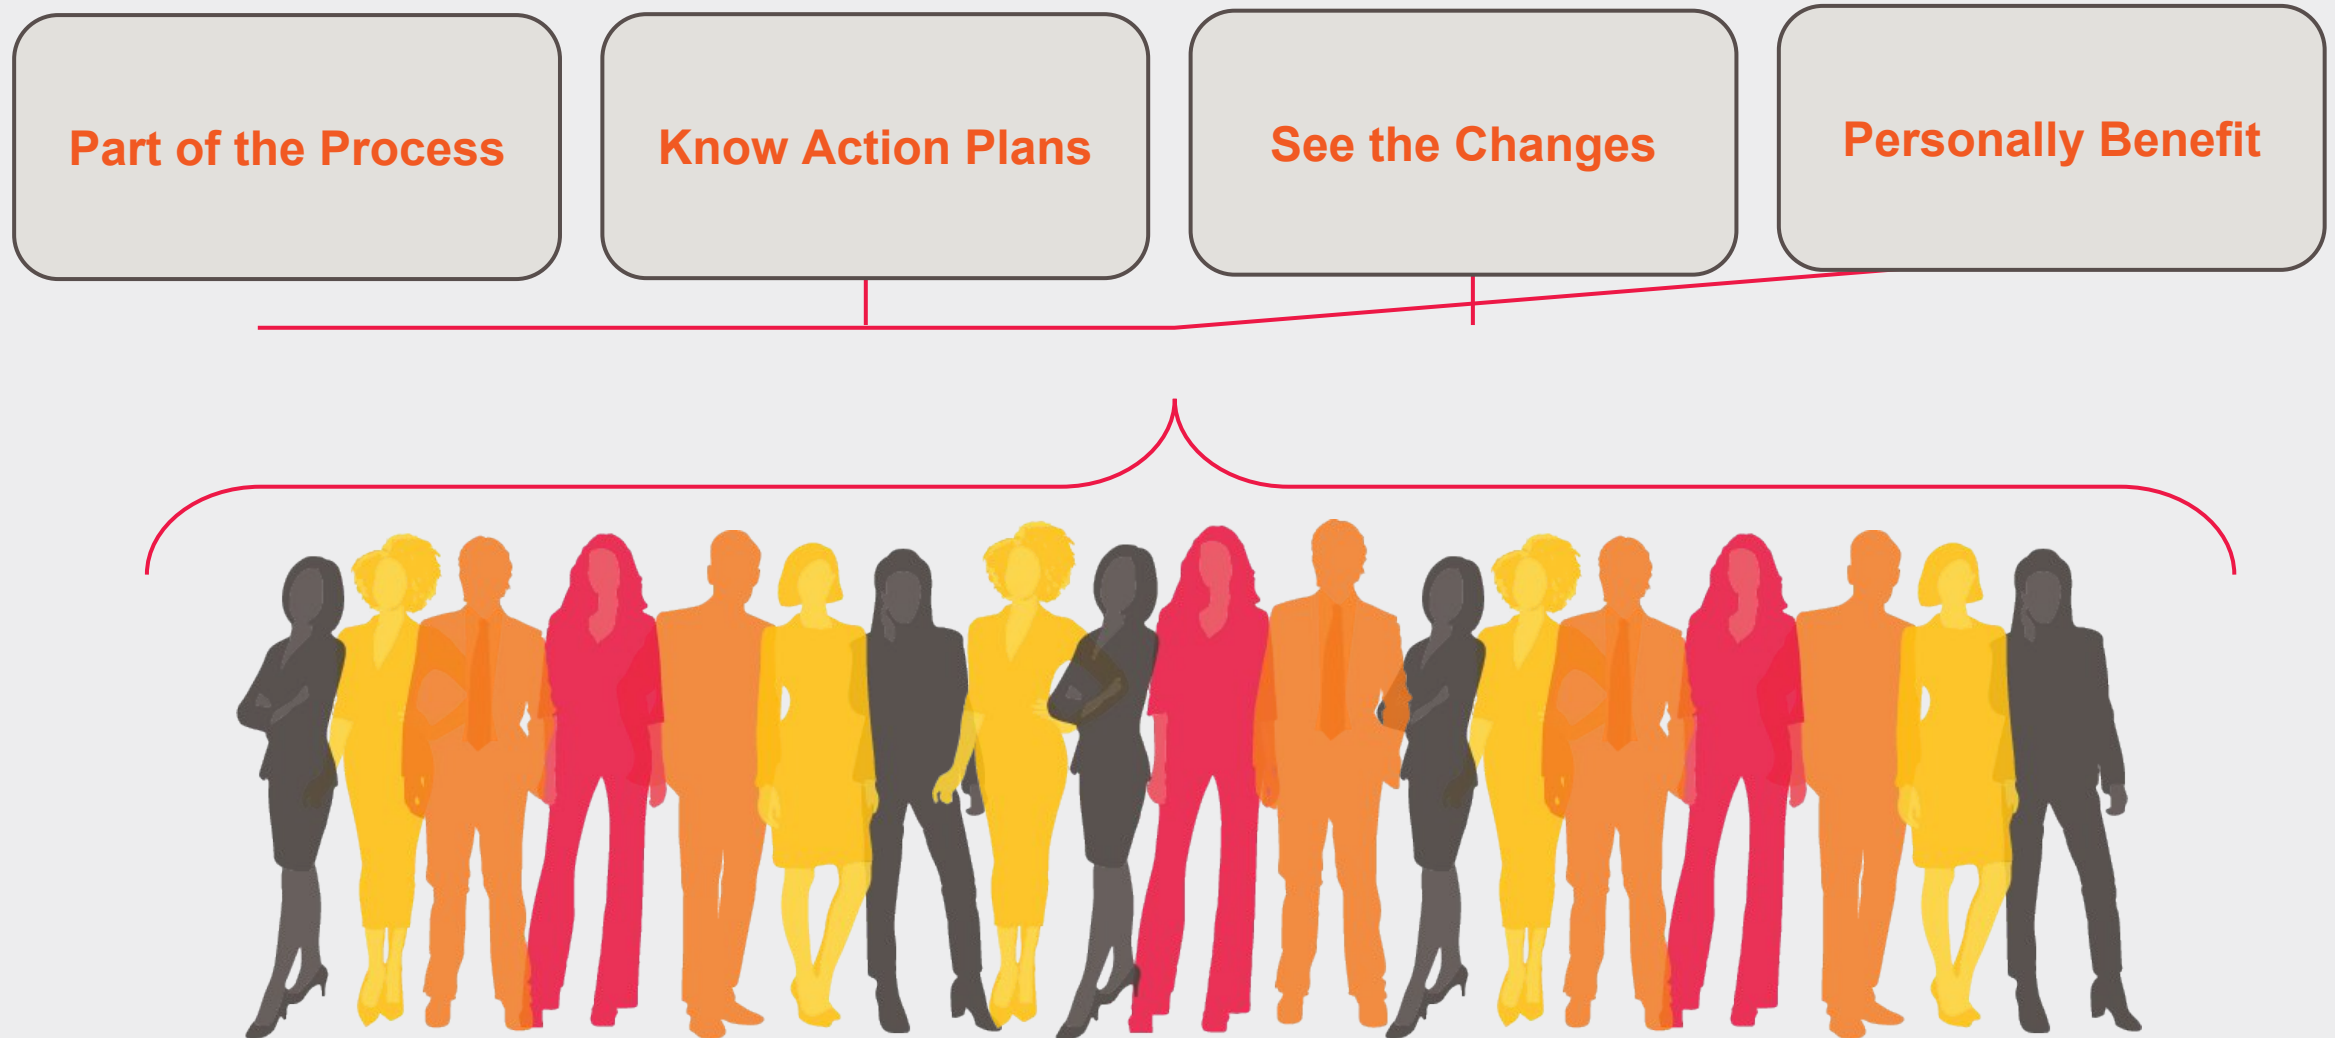 Part of the Process
Know Action Plans
See the Changes
Personally Benefit